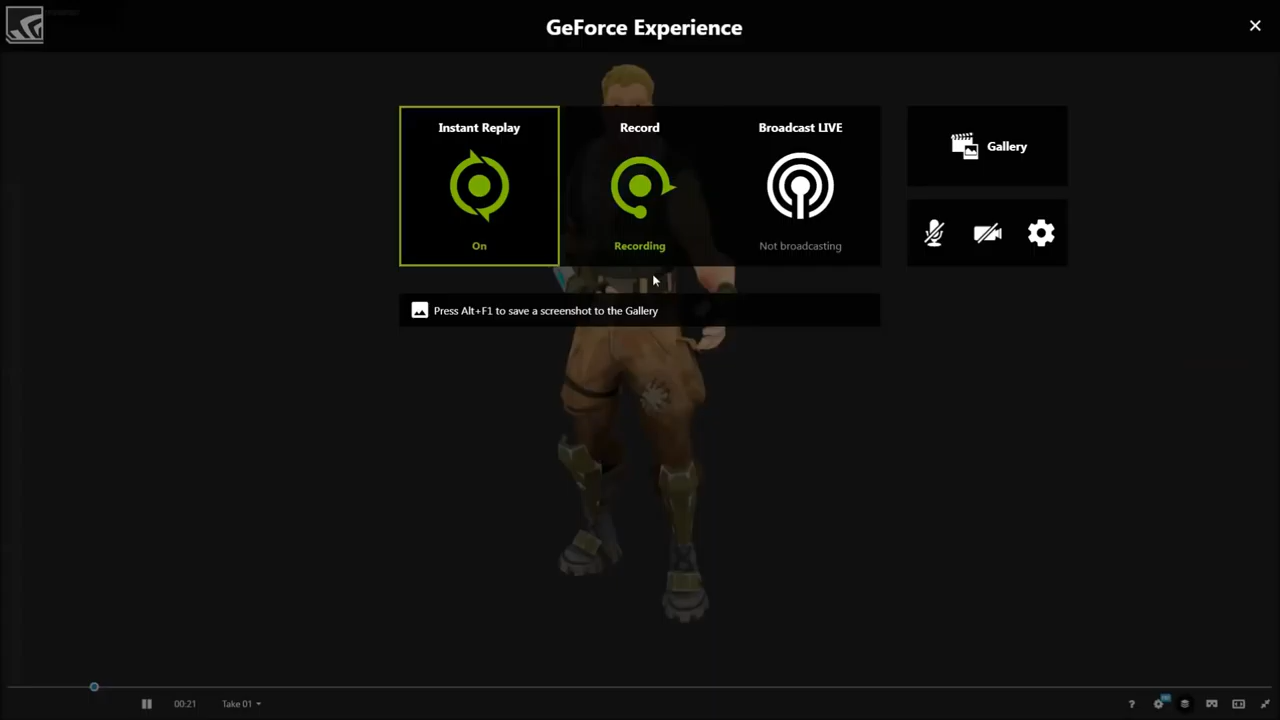 GeForce Experience
Instant Replay
On
Record
Recording
Broadcast LIVE
Not broadcasting
Gallery
Press Alt+F1 to save a screenshot to the Gallery
00:21
Take 01
?
HD